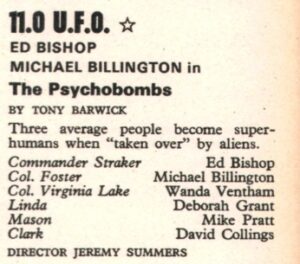 11.0 U.F.O. ☆
ED BISHOP
MICHAEL BILLINGTON in
The Psychobombs
BY TONY BARWICK
Three average people become super-
humans when "taken over" by aliens.
Commander Straker Ed Bishop
Col. Foster Michael Billington
Col. Virginia Lake Wanda Ventham
Linda Deborah Grant
Mason Mike Pratt
Clark David Collings
DIRECTOR JEREMY SUMMERS